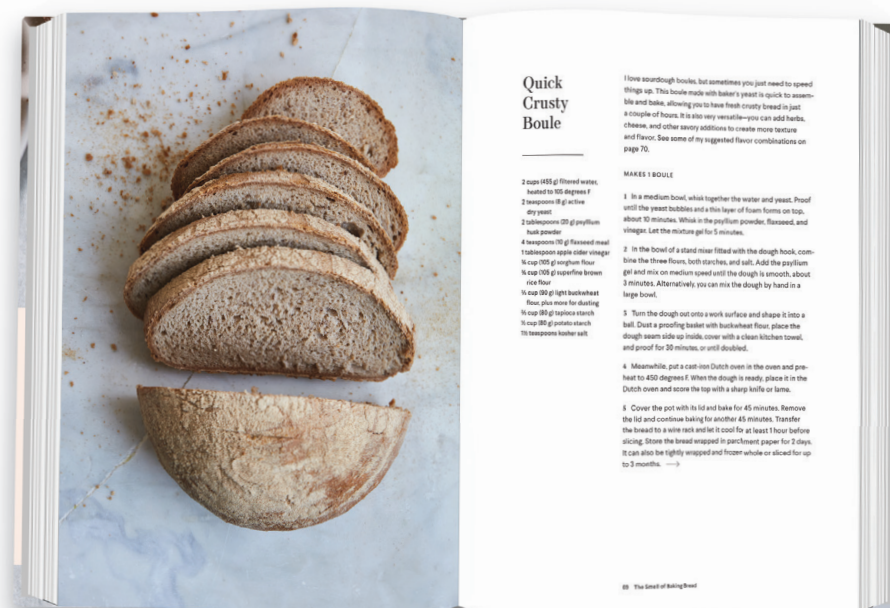 Quick
Crusty
Boule
2 cups (455 g) filtered water,
heated to 105 degrees F
2 teaspoons (6 g) active
dry yeast
2 tablespoons (20 g) psyllium
husk powder
4 teaspoons (10 g) flaxseed meal
1 tablespoon apple cider vinegar
¾ cup (105 g) sorghum flour
¾ cup (105 g) superfine brown
rice flour
cup (90 g) light buckwheat
flour, plus more for dusting
cup (80 g) tapioca starch
½ cup (80 g) potato starch
teaspoons kosher salt
I love sourdough boules, but sometimes you just need to speed
things up. This boule made with baker's yeast is quick to assem-
ble and bake, allowing you to have fresh crusty bread in just
a couple of hours. It is also very versatile—you can add herbs,
cheese, and other savory additions to create more texture
and flavor. See some of my suggested flavor combinations on
page 70.
MAKES 1 BOULE
1 In a medium bowl, whisk together the water and yeast. Proof
until the yeast bubbles and a thin layer of foam forms on top,
about 10 minutes. Whisk in the psyllium powder, flaxseed, and
vinegar. Let the mixture gel for 5 minutes.
2 In the bowl of a stand mixer fitted with the dough hook, com-
bine the three flours, both starches, and salt. Add the psyllium
gel and mix on medium speed until the dough is smooth, about
3 minutes. Alternatively, you can mix the dough by hand in a
large bowl.
3 Turn the dough out onto a work surface and shape it into a
ball. Dust a proofing basket with buckwheat flour, place the
dough seam side up inside, cover with a clean kitchen towel,
and proof for 30 minutes, or until doubled.
4 Meanwhile, put a cast-iron Dutch oven in the oven and pre-
heat to 450 degrees F. When the dough is ready, place it in the
Dutch oven and score the top with a sharp knife or lame.
5 Cover the pot with its lid and bake for 45 minutes. Remove
the lid and continue baking for another 45 minutes. Transfer
the bread to a wire rack and let it cool for at least 1 hour before
slicing. Store the bread wrapped in parchment paper for 2 days.
It can also be tightly wrapped and frozen whole or sliced for up
to 3 months. →
The Smell of Baking Bread